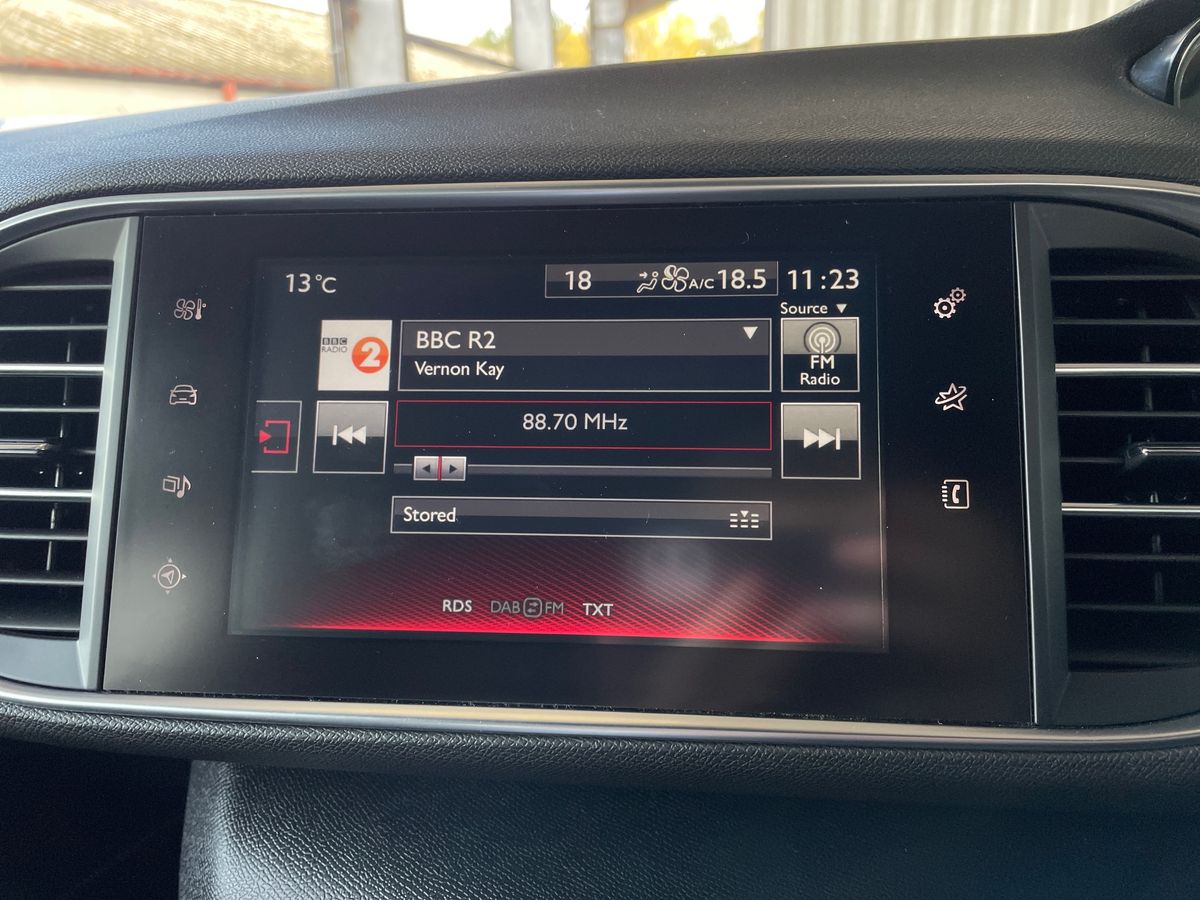 13°C
18 A/C 18.5 11:23
Source
BBC RADIO 2
BBC R2
Vernon Kay
FM
Radio
88.70 MHz
Stored
RDS DAB FM TXT